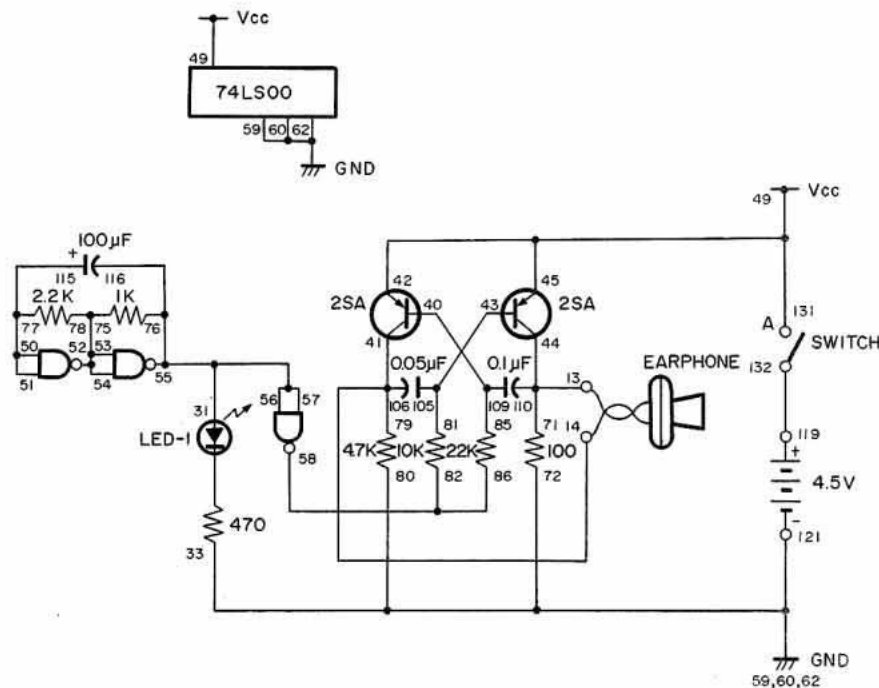 Vcc
49
74LS00
59 60 62
GND
49 Vcc
+ 100µF
115 116
2.2K 1K
77 78 75 76
50 52 53
51 54 55
42 45
2SA 40 43 2SA
41 44
0.05µF 0.1µF
106 105 109 110
13
14
EARPHONE
A 131
132 SWITCH
119
+
4.5V
-
121
31
LED-1
56 57
58
79 81 85 71
4.7K 10K 22K 100
80 82 86 72
470
33
GND
59,60,62